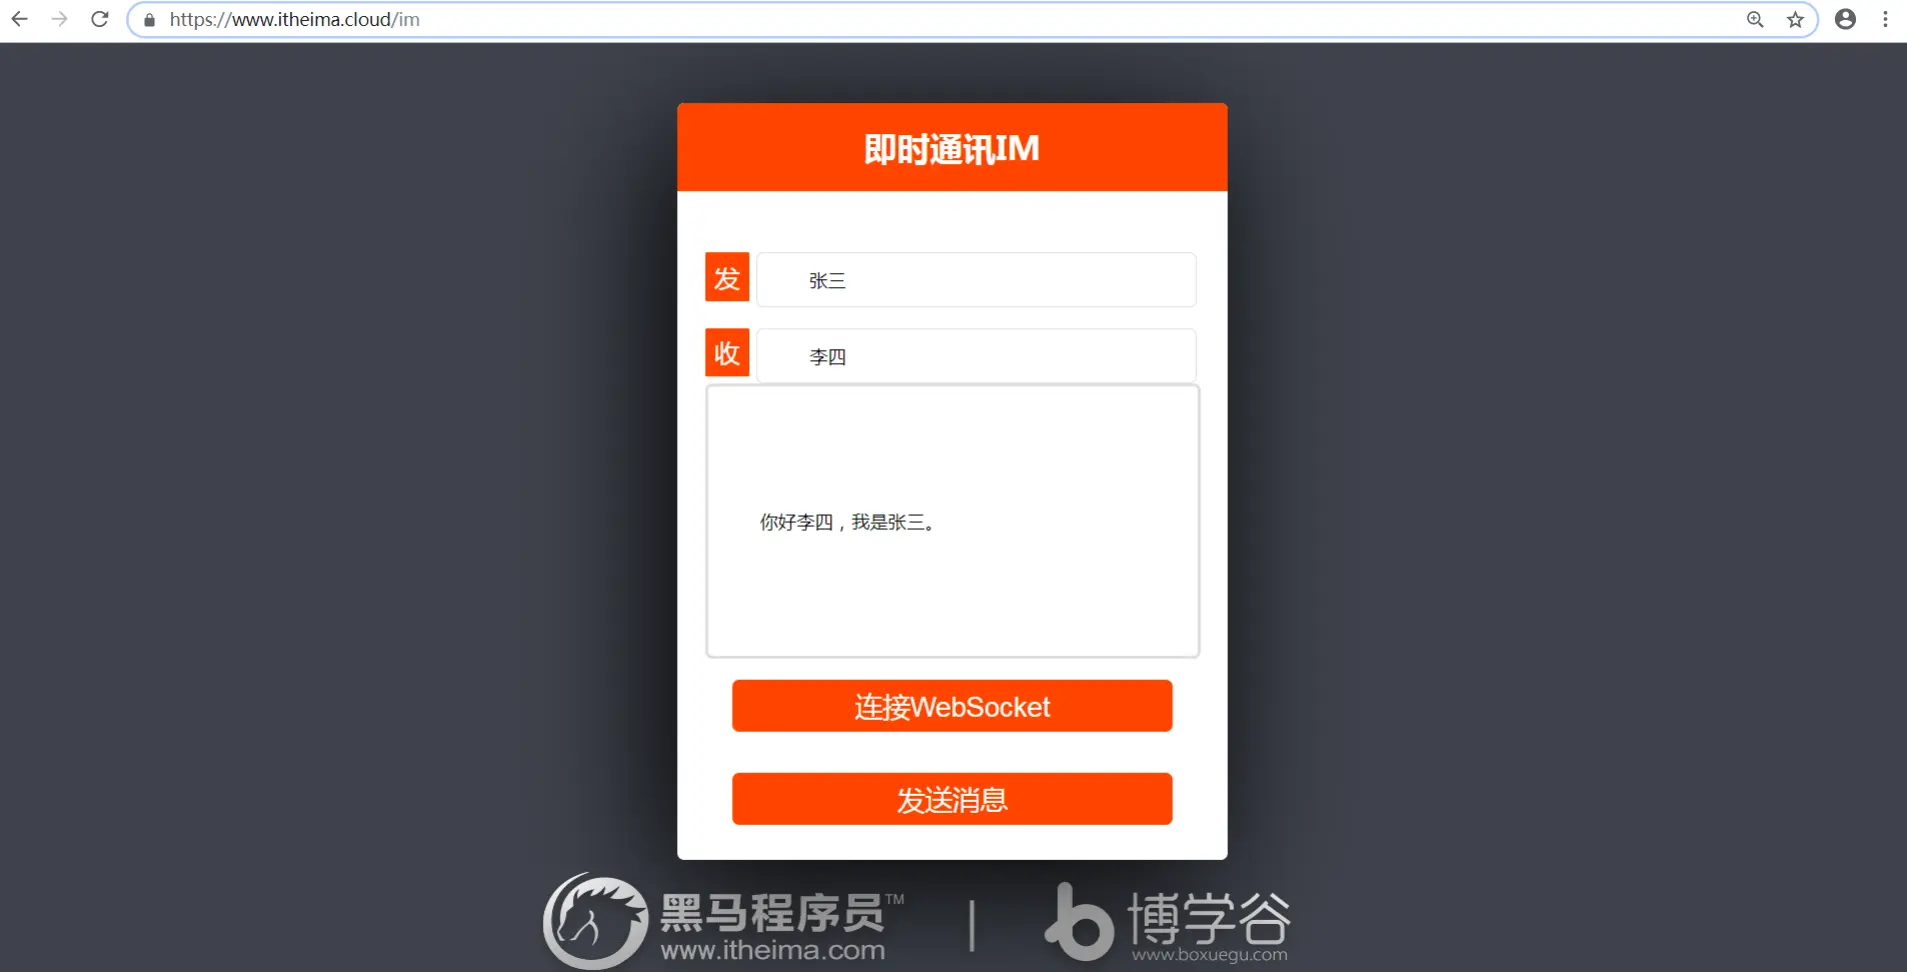 https://www.itheima.cloud/im
即时通讯IM
发
张三
收
李四
你好李四，我是张三。
连接WebSocket
发送消息
黑马程序员™
www.itheima.com
博学谷
www.boxuegu.com